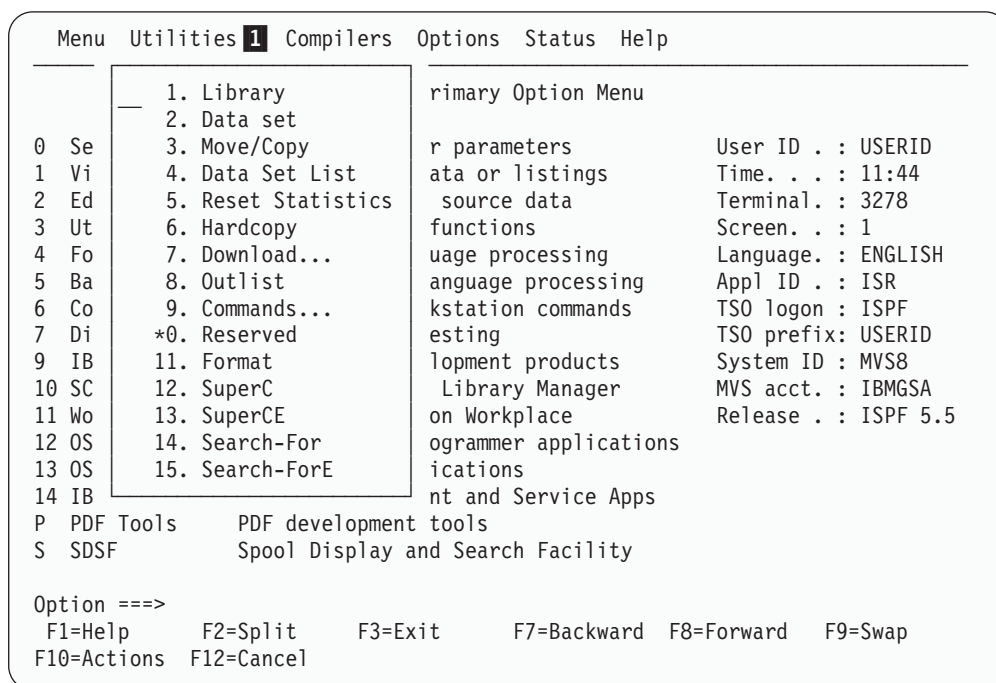 Menu Utilities 1 Compilers Options Status Help
1. Library rimary Option Menu
2. Data set
0 Se 3. Move/Copy r parameters User ID . : USERID
1 Vi 4. Data Set List ata or listings Time. . . : 11:44
2 Ed 5. Reset Statistics source data Terminal. : 3278
3 Ut 6. Hardcopy functions Screen. . : 1
4 Fo 7. Download... uage processing Language. : ENGLISH
5 Ba 8. Outlist anguage processing Appl ID . : ISR
6 Co 9. Commands... kstation commands TSO logon : ISPF
7 Di *0. Reserved esting TSO prefix: USERID
9 IB 11. Format lopment products System ID : MVS8
10 SC 12. SuperC Library Manager MVS acct. : IBMGSA
11 Wo 13. SuperCE on Workplace Release . : ISPF 5.5
12 OS 14. Search-For ogrammer applications
13 OS 15. Search-ForE ications
14 IB nt and Service Apps
P PDF Tools PDF development tools
S SDSF Spool Display and Search Facility
Option ===>
F1=Help F2=Split F3=Exit F7=Backward F8=Forward F9=Swap
F10=Actions F12=Cancel